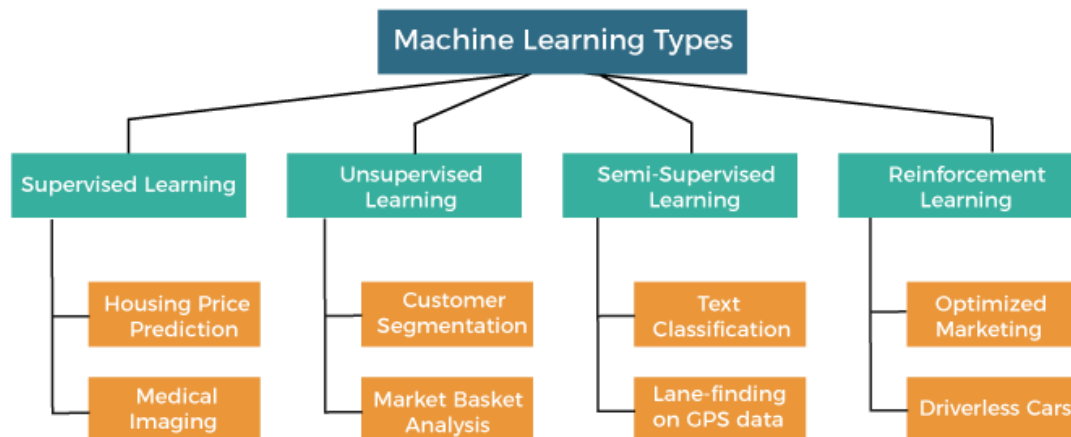 Machine Learning Types
Supervised Learning
Unsupervised
Learning
Semi-Supervised
Learning
Reinforcement
Learning
Housing Price
Prediction
Customer
Segmentation
Text
Classification
Optimized
Marketing
Medical
Imaging
Market Basket
Analysis
Lane-finding
on GPS data
Driverless Cars